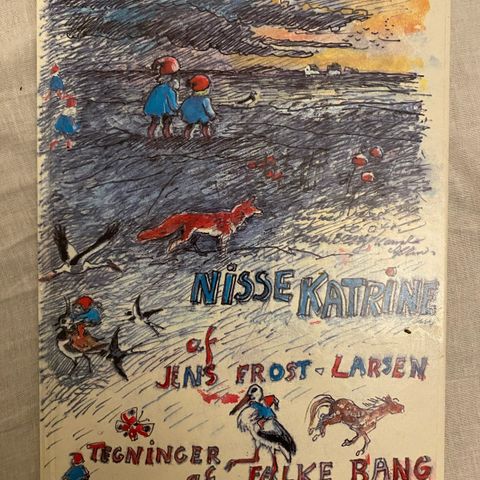 NISSE KATRINE
af
JENS FROST-LARSEN
TEGNINGER
af FALKE BANG